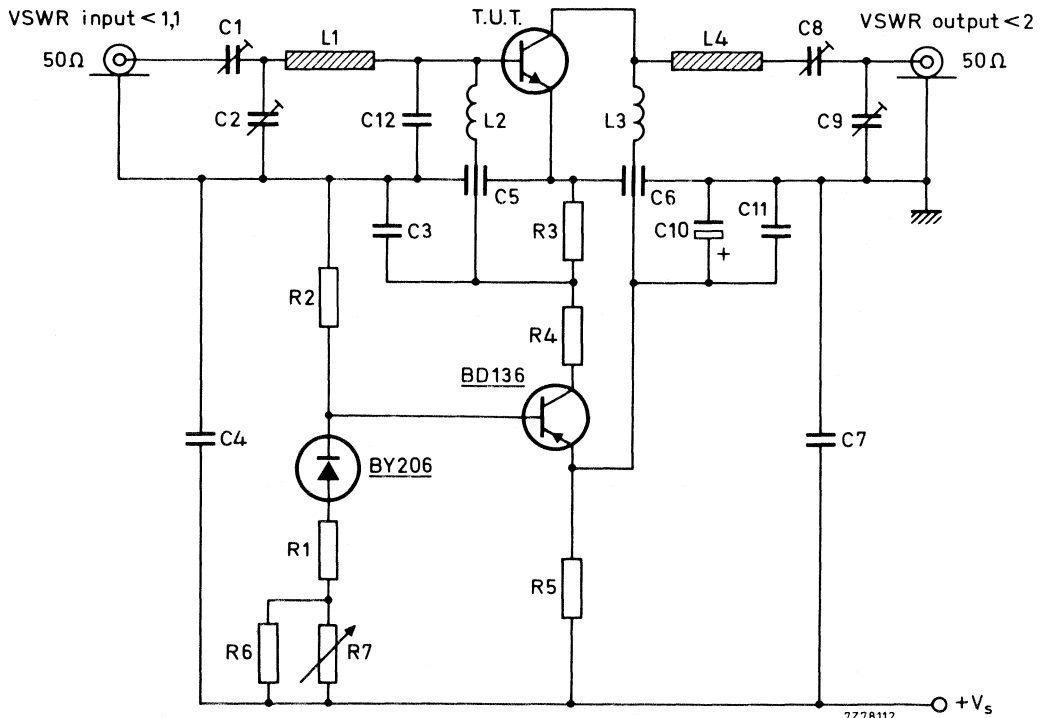 VSWR input < 1,1
T.U.T.
VSWR output < 2
50Ω
C1
L1
L4
C8
50Ω
C2
C12
L2
L3
C9
C5
C6
C3
R3
C10
C11
+
R2
R4
BD136
C4
BY206
C7
R1
R5
R6
R7
+Vs
7Z78112